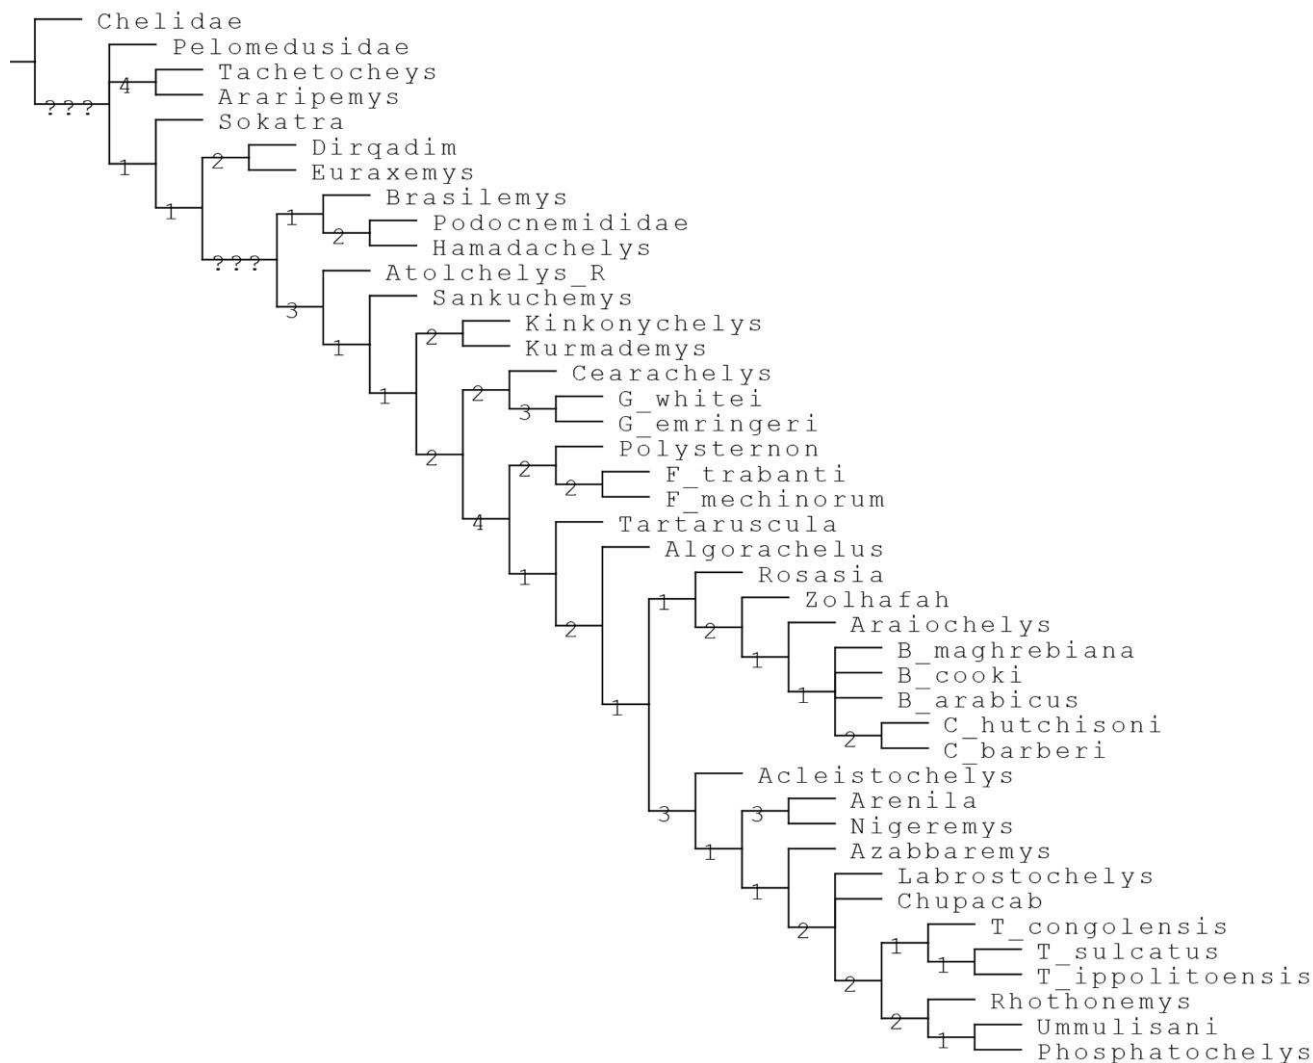 Chelidae
Pelomedusidae
Tachetocheys
4
Araripemys
???
Sokatra
Dirqadim
2
1
Euraxemys
Brasilemys
1
1
Podocnemididae
2
Hamadachelys
???
Atolchelys_R
Sankuchemys
3
Kinkonychelys
2
1
Kurmademys
Cearachelys
1
2
G_whitei
3
G_emringeri
Polysternon
2
2
F_trabanti
2
F_mechinorum
4
Tartaruscula
Algorachelus
1
Rosasia
Zolhafah
1
Araiochelys
2
2
B_maghrebiana
1
B_cooki
1
B_arabicus
1
C_hutchisoni
2
C_barberi
Acleistochelys
Arenila
3
3
Nigeremys
1
Azabbaremys
Labrostochelys
1
Chupacab
T_congolensis
2
1
T_sulcatus
1
T_ippolitoensis
2
Rhothonemys
2
Ummulisani
1
Phosphatochelys